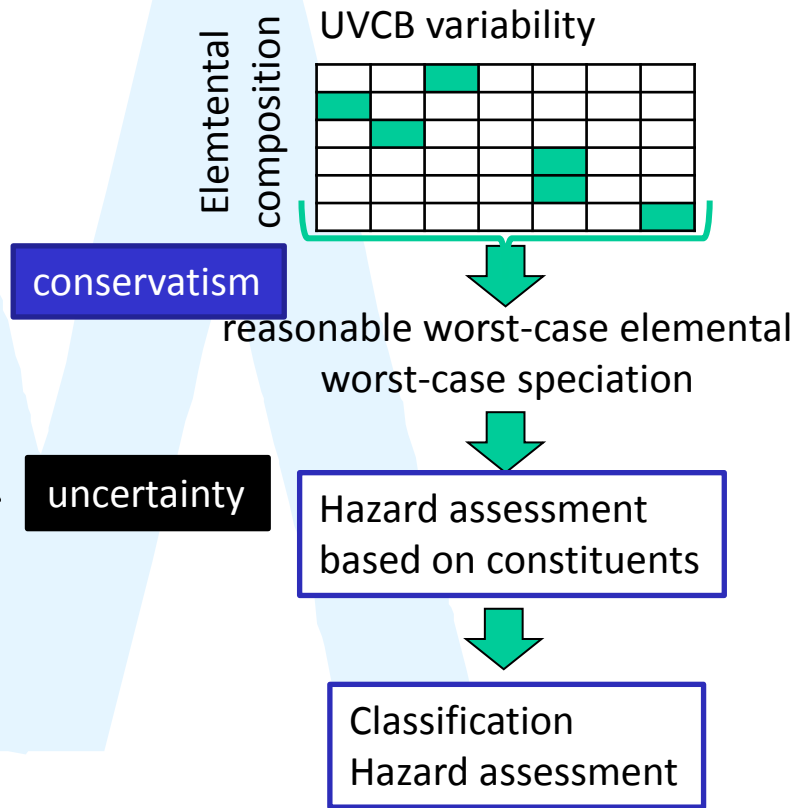 UVCB variability
Elemtental
composition
conservatism
reasonable worst-case elemental
worst-case speciation
uncertainty
Hazard assessment
based on constituents
Classification
Hazard assessment